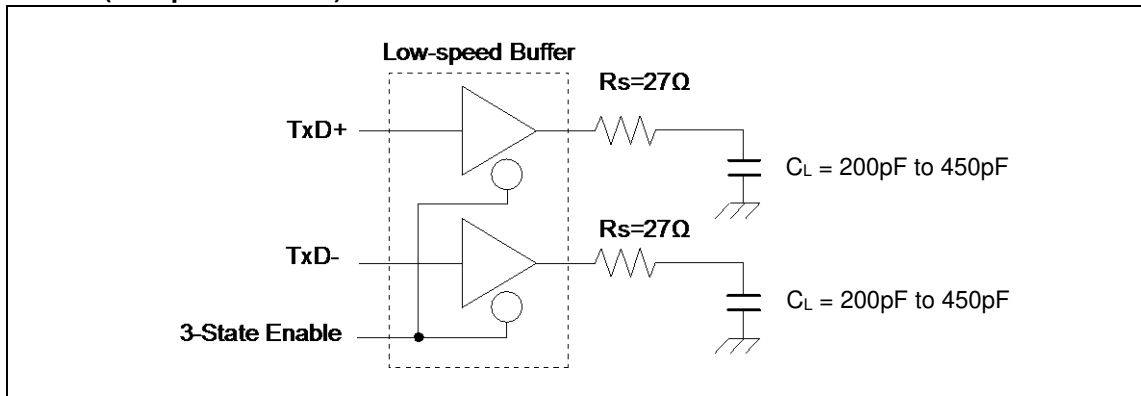 Low-speed Buffer
Rs=27Ω
TxD+
CL = 200pF to 450pF
Rs=27Ω
TxD-
CL = 200pF to 450pF
3-State Enable